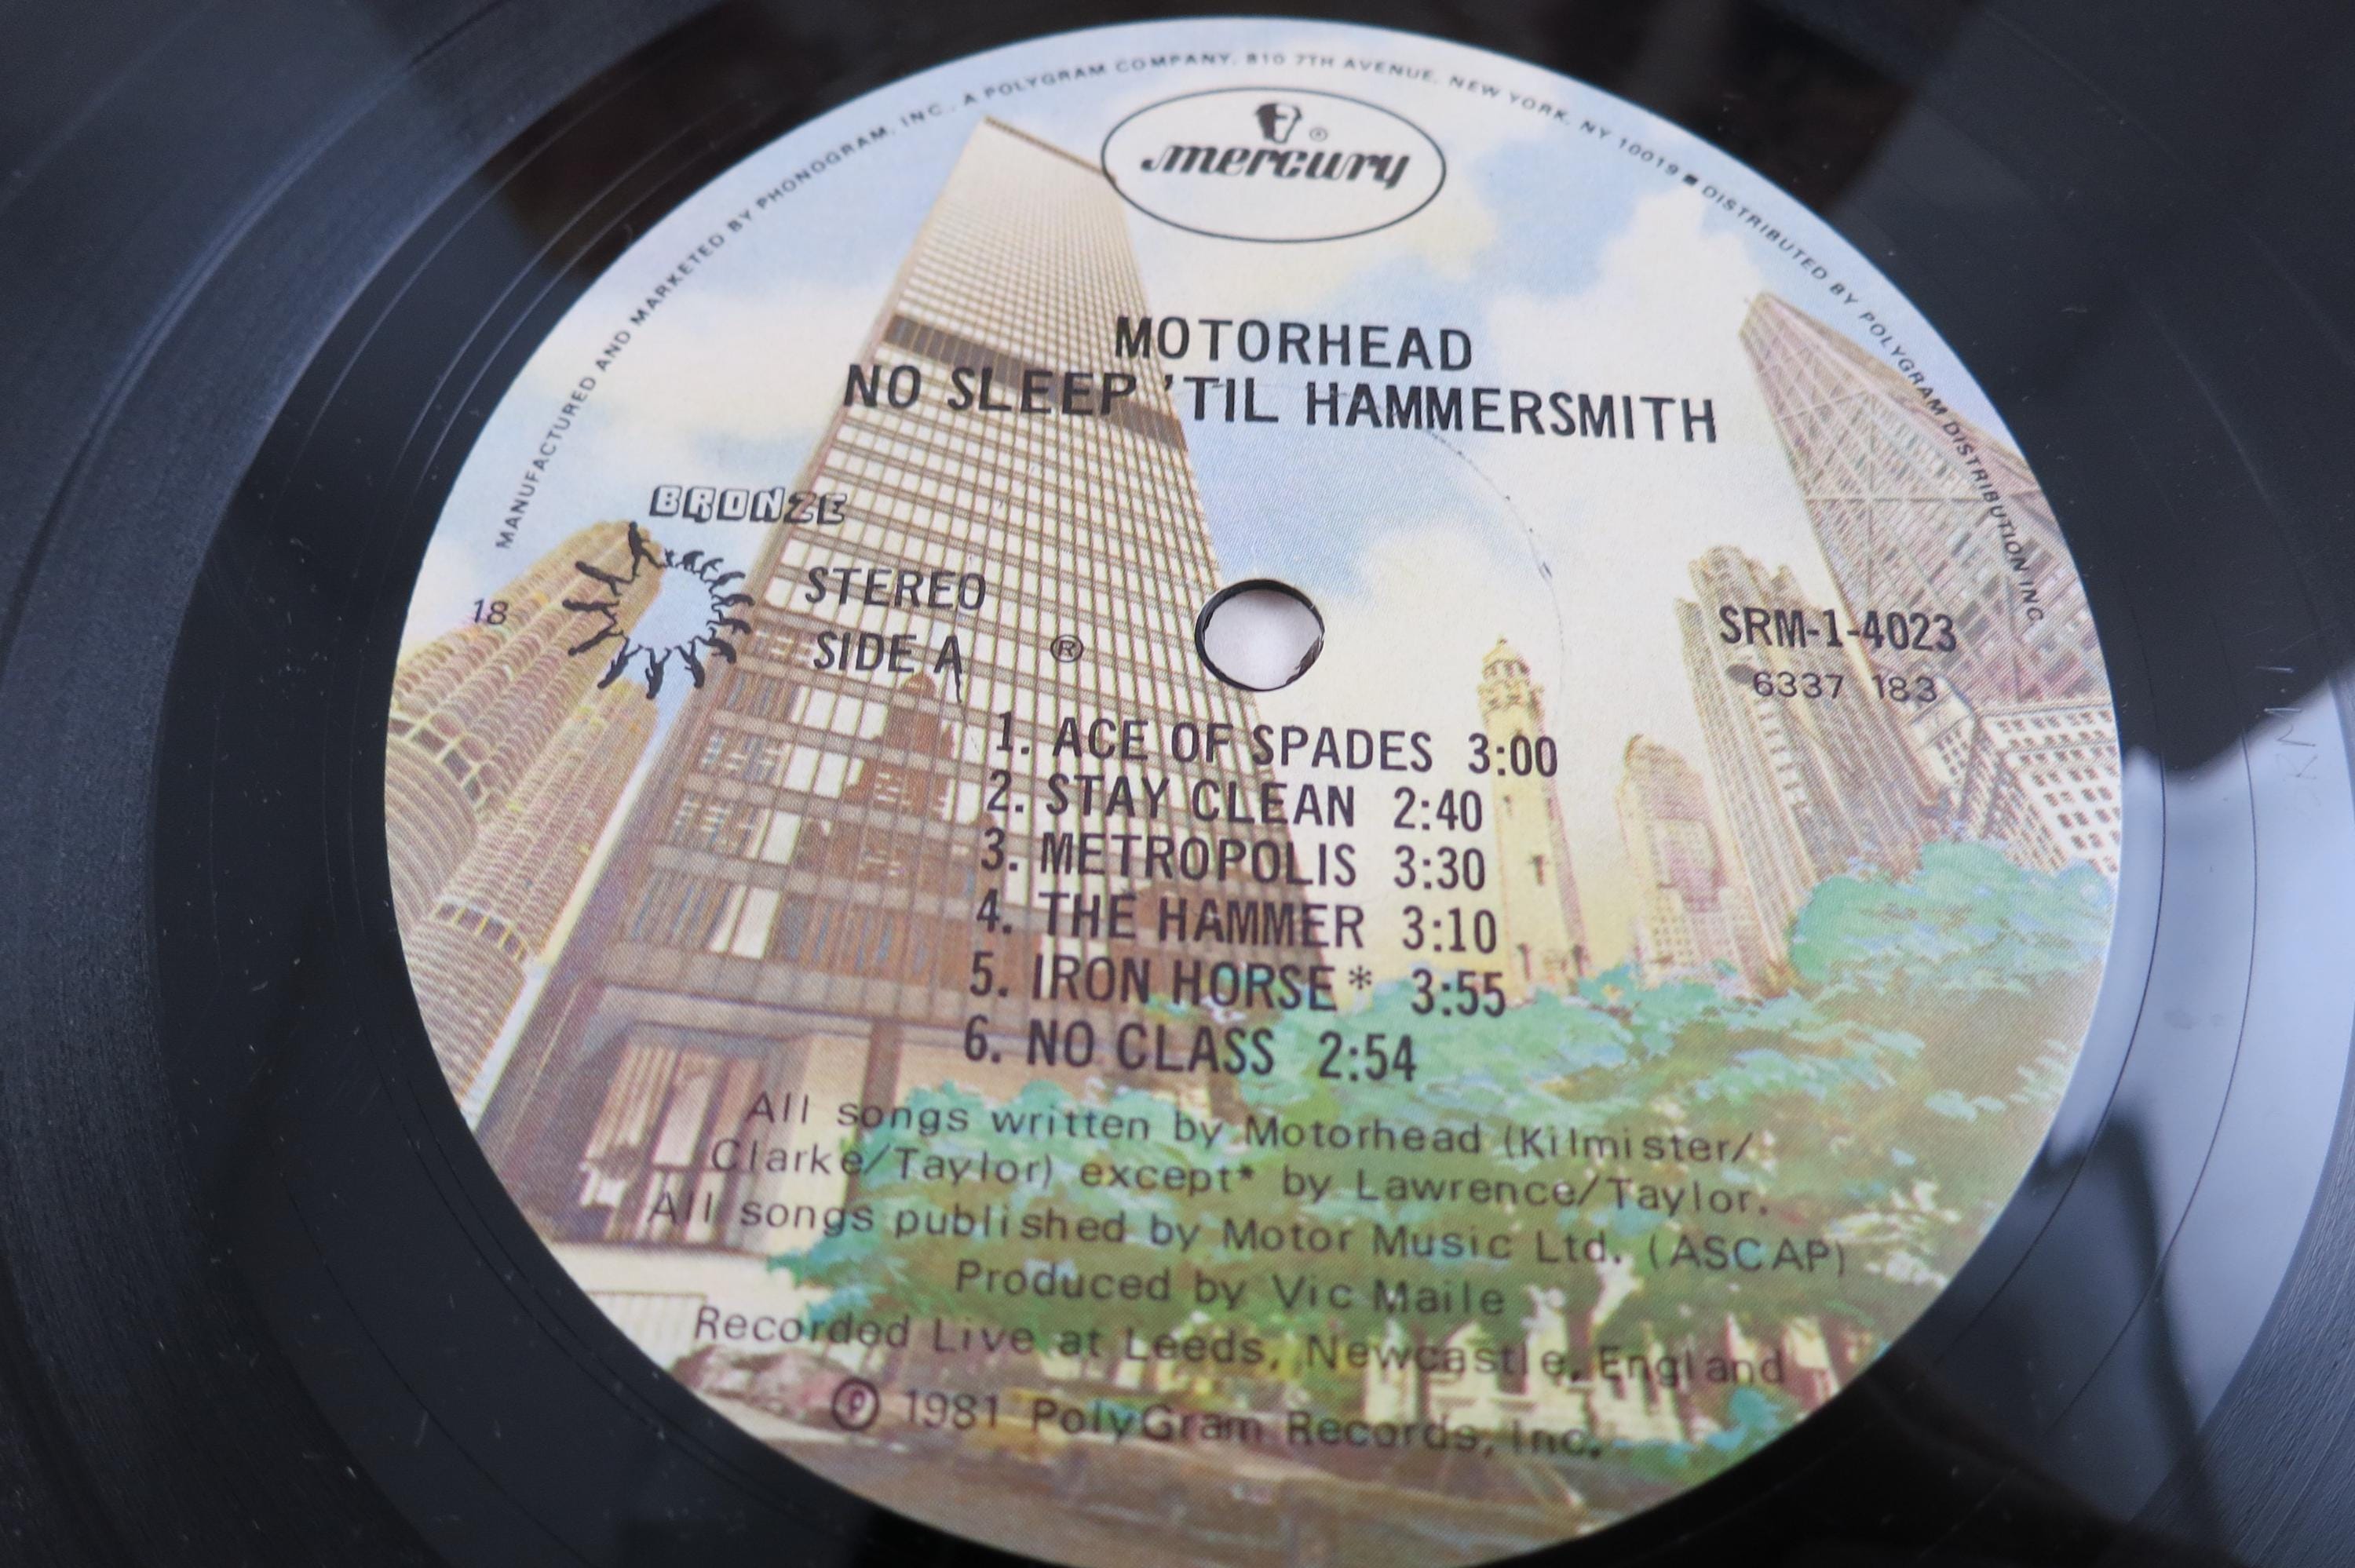 MANUFACTURED AND MARKETED BY PHONOGRAM, INC., A POLYGRAM COMPANY, 810 7TH AVENUE, NEW YORK, NY 10019 ■ DISTRIBUTED BY POLYGRAM DISTRIBUTION INC
mercury ®
MOTORHEAD
NO SLEEP 'TIL HAMMERSMITH
BRONZE
18
STEREO
SIDE A ®
SRM-1-4023
6337 183
1. ACE OF SPADES 3:00
2. STAY CLEAN 2:40
3. METROPOLIS 3:30
4. THE HAMMER 3:10
5. IRON HORSE* 3:55
6. NO CLASS 2:54
All songs written by Motorhead (Kilmister/
Clarke/Taylor) except* by Lawrence/Taylor.
All songs published by Motor Music Ltd. (ASCAP)
Produced by Vic Maile
Recorded Live at Leeds, Newcastle, England
℗ 1981 PolyGram Records, Inc.